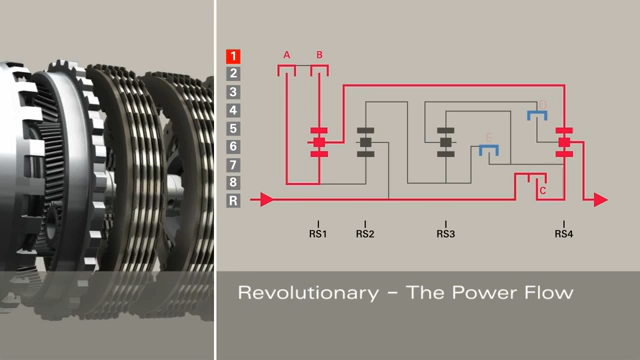 A B
1
2
3
4
5
6
7
8
R
D
E
C
RS1 RS2 RS3 RS4
Revolutionary – The Power Flow